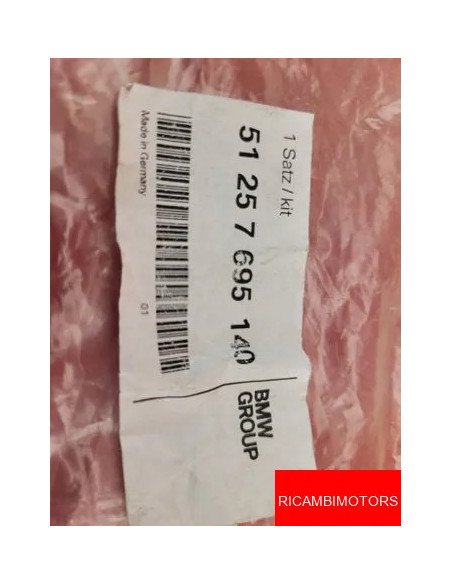 1 Satz / kit
51 25 7 695 140
BMW
GROUP
Made in Germany
01
RICAMBIMOTORS